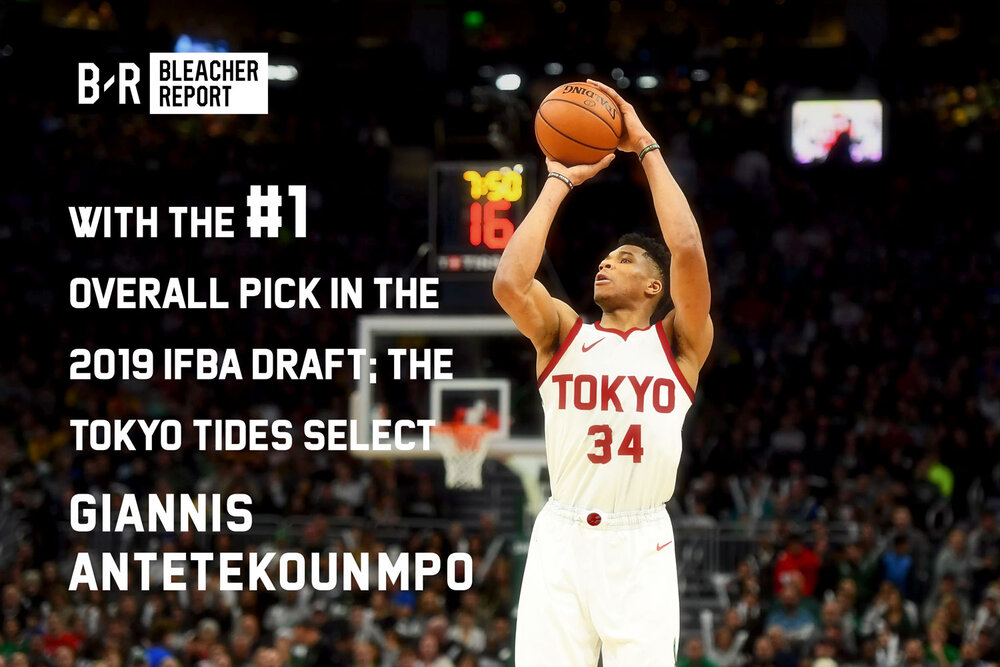 B/R BLEACHER
REPORT
WITH THE #1
OVERALL PICK IN THE
2019 IFBA DRAFT; THE
TOKYO TIDES SELECT
GIANNIS
ANTETEKOUNMPO
SPALDING
7:50
16
TOKYO
34